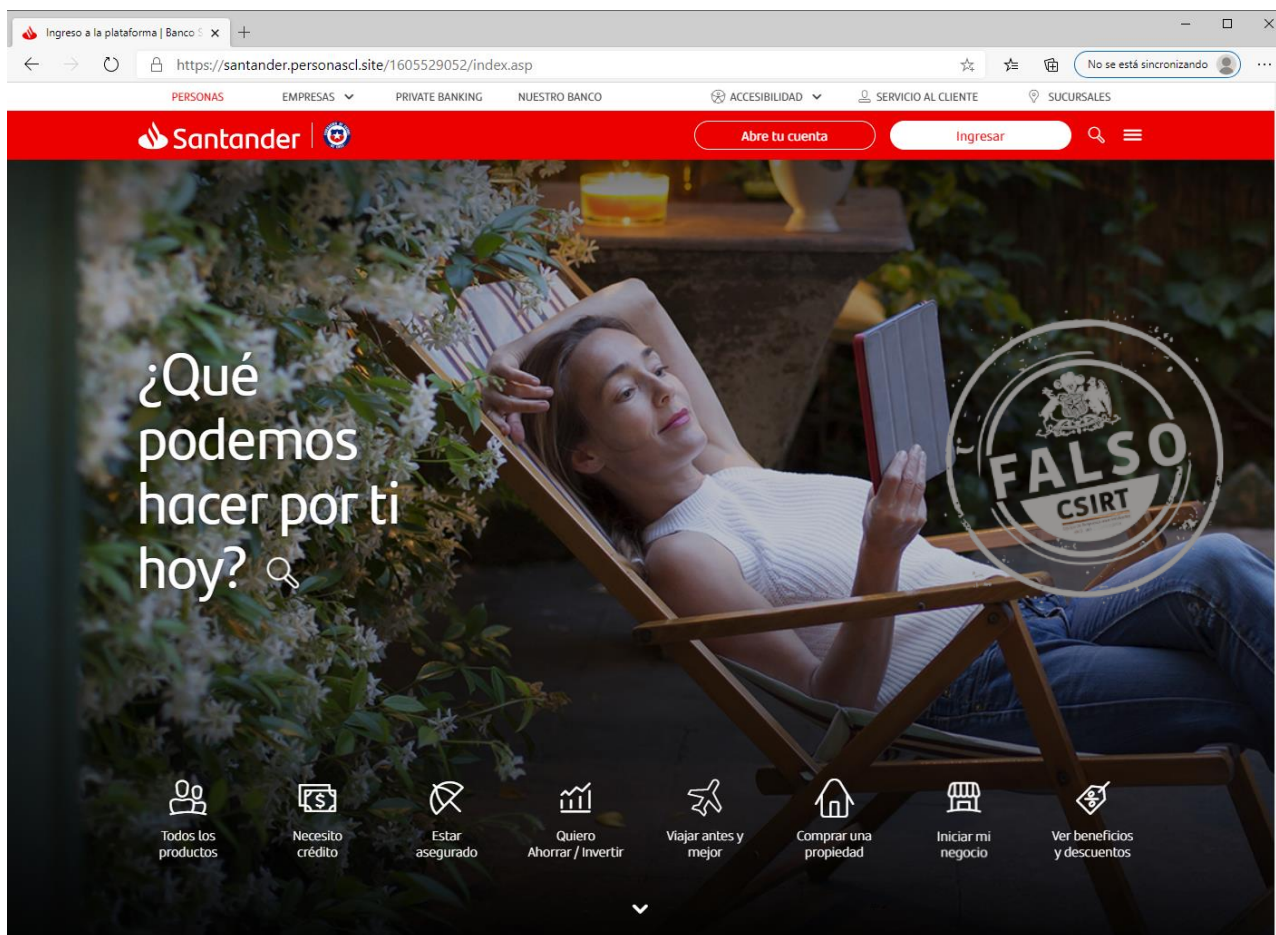 Ingreso a la plataforma | Banco S
https://santander.personascl.site/1605529052/index.asp
No se está sincronizando
PERSONAS EMPRESAS PRIVATE BANKING NUESTRO BANCO ACCESIBILIDAD SERVICIO AL CLIENTE SUCURSALES
Santander Abre tu cuenta Ingresar
¿Qué
podemos
hacer por ti
hoy?
FALSO
CSIRT
Todos los
productos
Necesito
crédito
Estar
asegurado
Quiero
Ahorrar / Invertir
Viajar antes y
mejor
Comprar una
propiedad
Iniciar mi
negocio
Ver beneficios
y descuentos